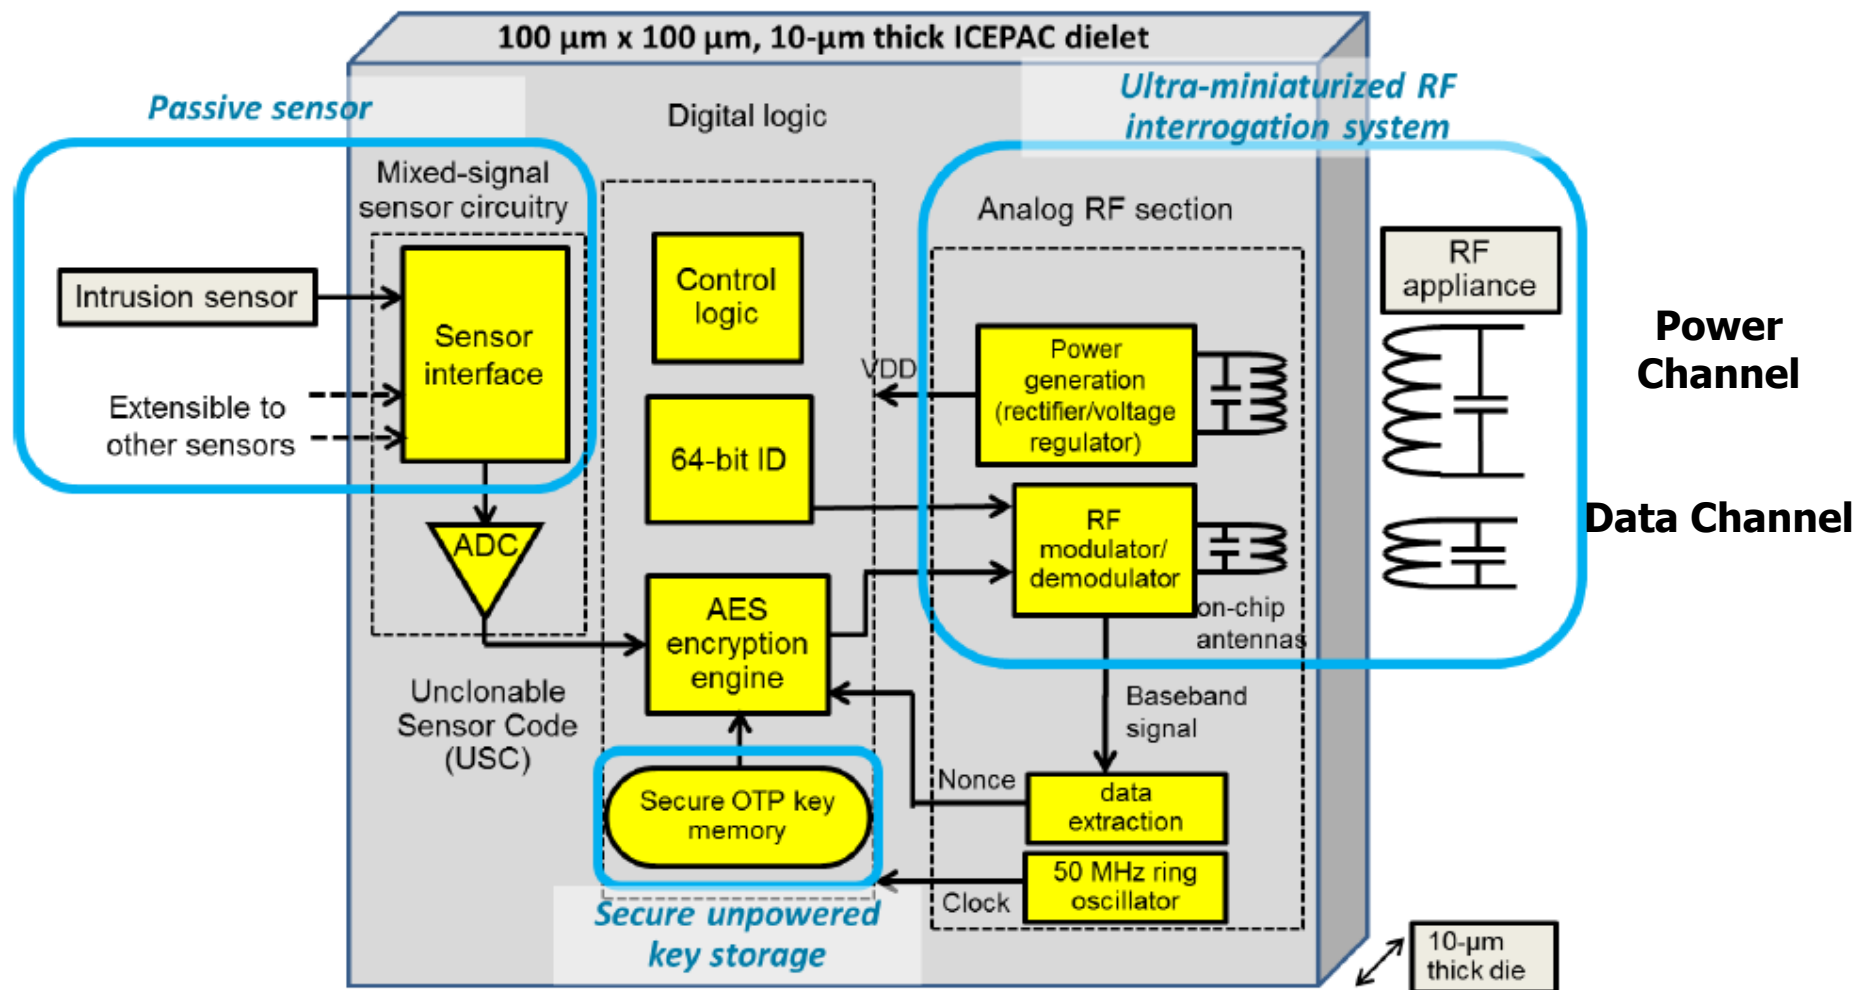 100 µm x 100 µm, 10-µm thick ICEPAC dielet
Passive sensor
Digital logic
Ultra-miniaturized RF
interrogation system
Mixed-signal
sensor circuitry
Analog RF section
Intrusion sensor
Sensor
interface
Extensible to
other sensors
ADC
Unclonable
Sensor Code
(USC)
Control
logic
64-bit ID
AES
encryption
engine
Secure OTP key
memory
Secure unpowered
key storage
VDD
Power
generation
(rectifier/voltage
regulator)
RF
modulator/
demodulator
on-chip
antennas
Baseband
signal
Nonce
data
extraction
Clock
50 MHz ring
oscillator
RF
appliance
Power
Channel
Data Channel
10-µm
thick die